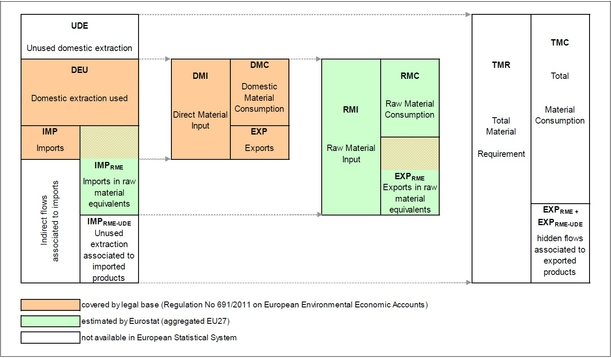 UDE
Unused domestic extraction
DEU
Domestic extraction used
IMP
Imports
IMPRME
Imports in raw
material
equivalents
Indirect flows
associated to imports
IMPRME-UDE
Unused
extraction
associated to
imported
products
DMI
Direct Material
Input
DMC
Domestic
Material
Consumption
EXP
Exports
RMI
Raw Material
Input
RMC
Raw Material
Consumption
EXPRME
Exports in raw
material
equivalents
TMR
Total
Material
Requirement
TMC
Total
Material
Consumption
EXPRME +
EXPRME-UDE
hidden flows
associated to
exported
products
covered by legal base (Regulation No 691/2011 on European Environmental Economic Accounts)
estimated by Eurostat (aggregated EU27)
not available in European Statistical System